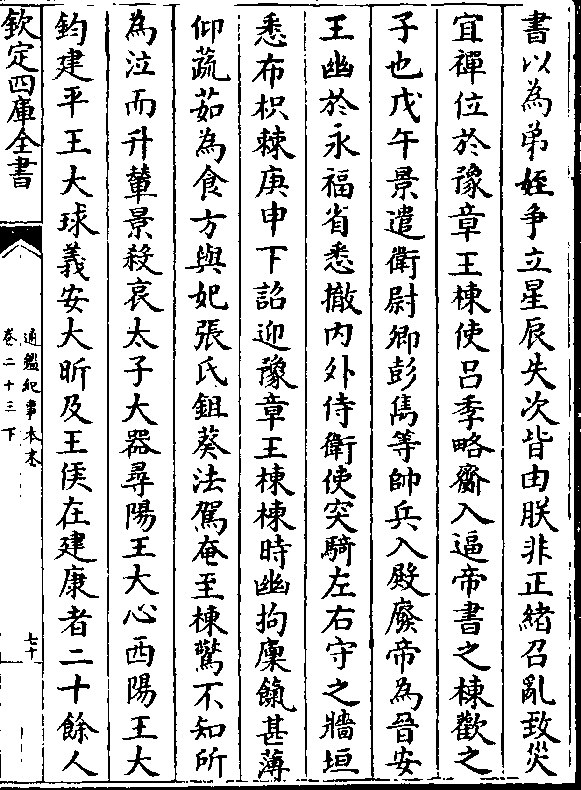 書以為弟姪争立星辰失次皆由朕非正緒召亂致災
宜禪位於豫章王棟使吕季略齎入逼帝書之棟歡之
子也戊午景遣衛尉卿彭雋等帥兵入殿廢帝為晉安
王幽於永福省悉撤内外侍衛使突騎左右守之牆垣
悉布枳棘庚申下詔迎豫章王棟棟時幽拘廩餼甚薄
仰蔬茹為食方與妃張氏鉏葵法駕奄至棟驚不知所
為泣而升輦景殺哀太子大器尋陽王大心西陽王大
鈞建平王大球義安大昕及王侯在建康者二十餘人
欽定四庫全書
通鑑紀事本末
卷二十三下
七十